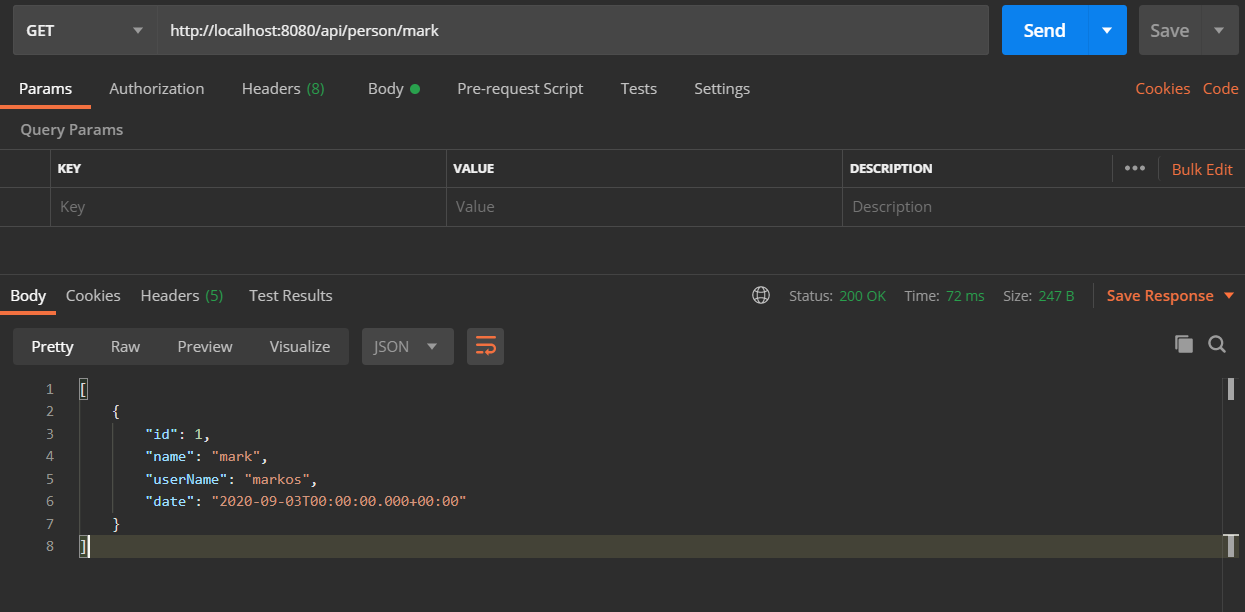 GET http://localhost:8080/api/person/mark Send Save
Params Authorization Headers (8) Body Pre-request Script Tests Settings Cookies Code
Query Params
KEY VALUE DESCRIPTION ••• Bulk Edit
Key Value Description
Body Cookies Headers (5) Test Results Status: 200 OK Time: 72 ms Size: 247 B Save Response
Pretty Raw Preview Visualize JSON
1 [
2 {
3 "id": 1,
4 "name": "mark",
5 "userName": "markos",
6 "date": "2020-09-03T00:00:00.000+00:00"
7 }
8 ]